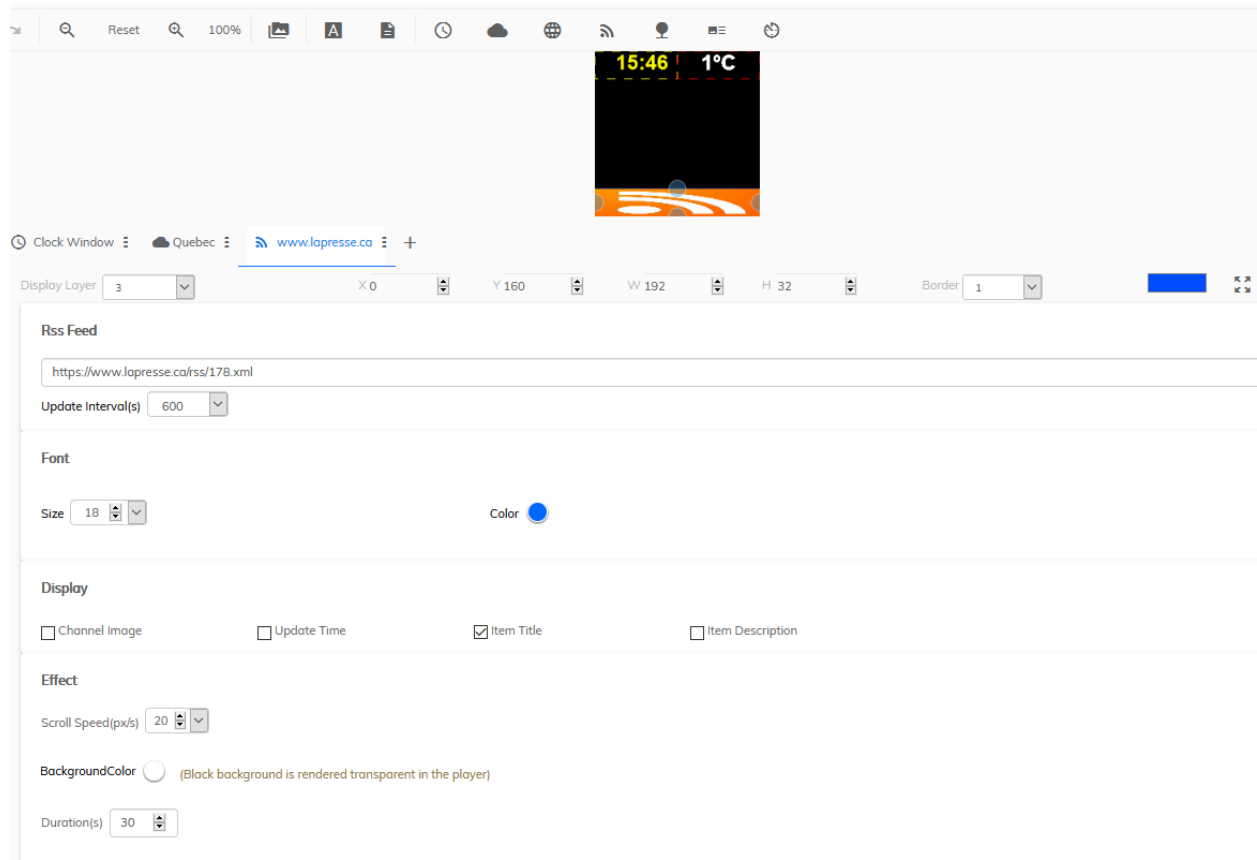 Reset 100% A
15:46 1°C
Clock Window Quebec www.lapresse.ca +
Display Layer 3 X 0 Y 160 W 192 H 32 Border 1
Rss Feed
https://www.lapresse.ca/rss/178.xml
Update Interval(s) 600
Font
Size 18 Color
Display
Channel Image Update Time Item Title Item Description
Effect
Scroll Speed(px/s) 20
BackgroundColor (Black background is rendered transparent in the player)
Duration(s) 30